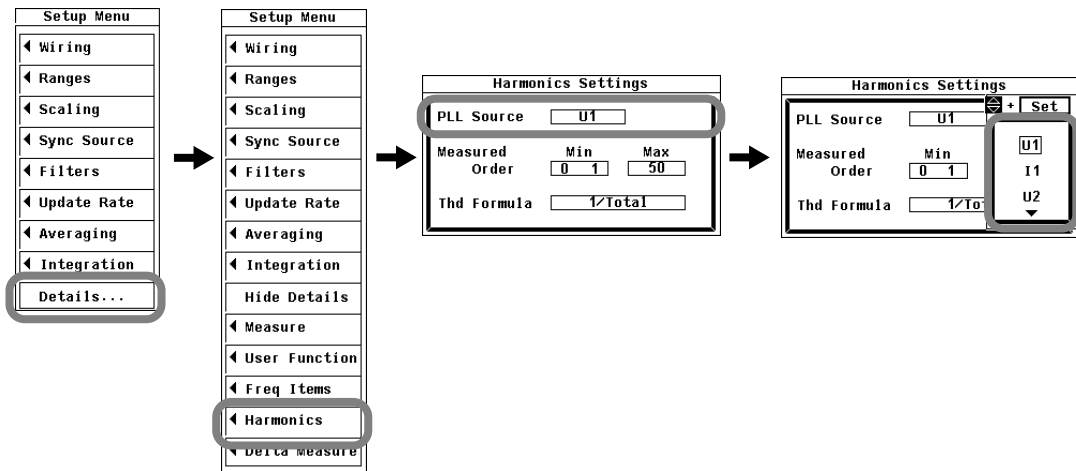 Setup Menu
Wiring
Ranges
Scaling
Sync Source
Filters
Update Rate
Averaging
Integration
Details...
Setup Menu
Wiring
Ranges
Scaling
Sync Source
Filters
Update Rate
Averaging
Integration
Hide Details
Measure
User Function
Freq Items
Harmonics
Delta Measure
Harmonics Settings
PLL Source U1
Measured Min Max
Order 0 1 50
Thd Formula 1/Total
Harmonics Settings
+ Set
PLL Source U1
U1
Measured Min
I1
Order 0 1
U2
Thd Formula 1/To